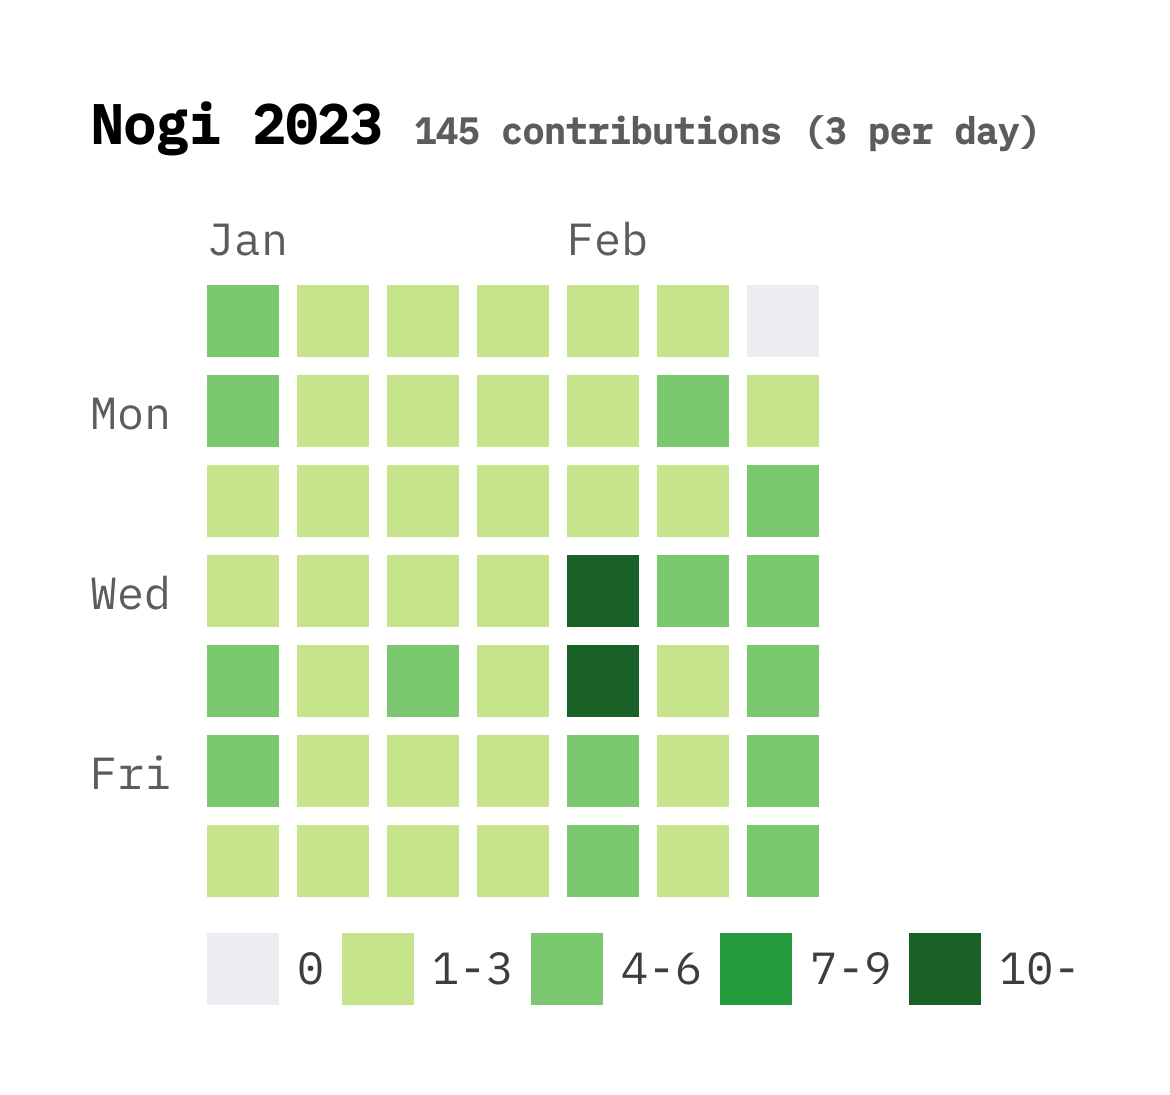 Nogi 2023 145 contributions (3 per day)
Jan Feb
Mon
Wed
Fri
0 1-3 4-6 7-9 10-